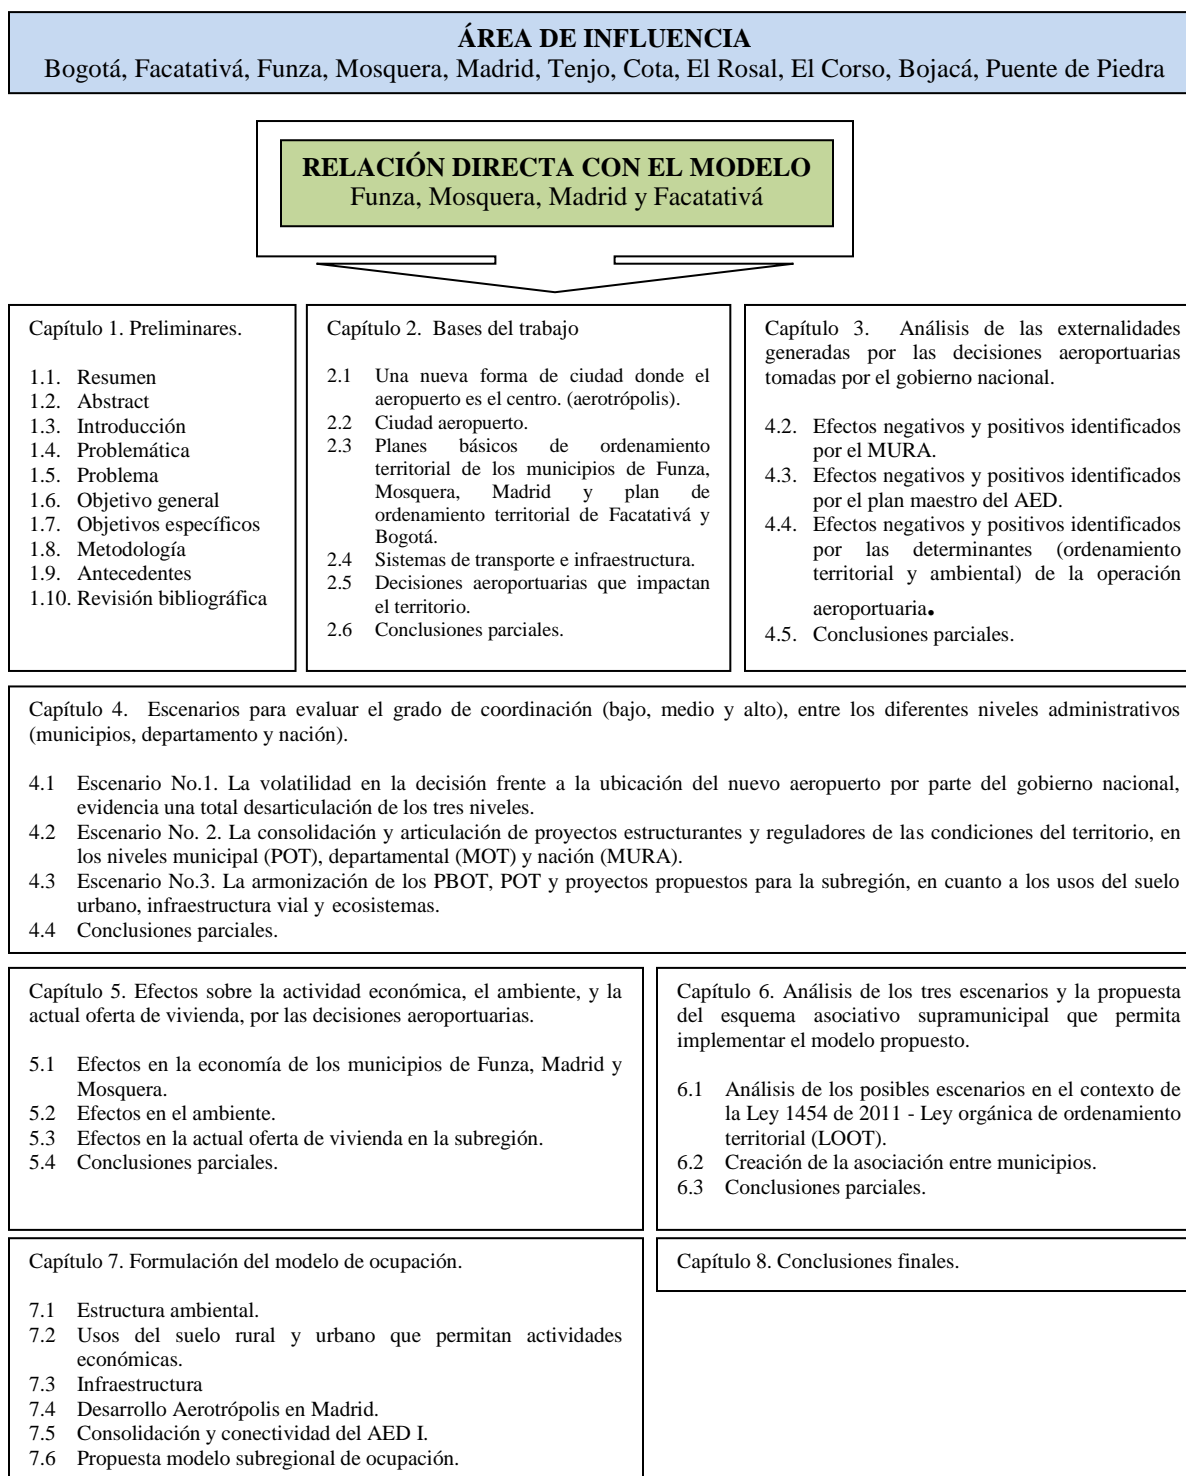 ÁREA DE INFLUENCIA
Bogotá, Facatativá, Funza, Mosquera, Madrid, Tenjo, Cota, El Rosal, El Corso, Bojacá, Puente de Piedra
RELACIÓN DIRECTA CON EL MODELO
Funza, Mosquera, Madrid y Facatativá
Capítulo 1. Preliminares.
1.1. Resumen
1.2. Abstract
1.3. Introducción
1.4. Problemática
1.5. Problema
1.6. Objetivo general
1.7. Objetivos específicos
1.8. Metodología
1.9. Antecedentes
1.10. Revisión bibliográfica
Capítulo 2. Bases del trabajo
2.1 Una nueva forma de ciudad donde el
aeropuerto es el centro. (aerotrópolis).
2.2 Ciudad aeropuerto.
2.3 Planes básicos de ordenamiento
territorial de los municipios de Funza,
Mosquera, Madrid y plan de
ordenamiento territorial de Facatativá y
Bogotá.
2.4 Sistemas de transporte e infraestructura.
2.5 Decisiones aeroportuarias que impactan
el territorio.
2.6 Conclusiones parciales.
Capítulo 3. Análisis de las externalidades
generadas por las decisiones aeroportuarias
tomadas por el gobierno nacional.
4.2. Efectos negativos y positivos identificados
por el MURA.
4.3. Efectos negativos y positivos identificados
por el plan maestro del AED.
4.4. Efectos negativos y positivos identificados
por las determinantes (ordenamiento
territorial y ambiental) de la operación
aeroportuaria.
4.5. Conclusiones parciales.
Capítulo 4. Escenarios para evaluar el grado de coordinación (bajo, medio y alto), entre los diferentes niveles administrativos
(municipios, departamento y nación).
4.1 Escenario No.1. La volatilidad en la decisión frente a la ubicación del nuevo aeropuerto por parte del gobierno nacional,
evidencia una total desarticulación de los tres niveles.
4.2 Escenario No. 2. La consolidación y articulación de proyectos estructurantes y reguladores de las condiciones del territorio, en
los niveles municipal (POT), departamental (MOT) y nación (MURA).
4.3 Escenario No.3. La armonización de los PBOT, POT y proyectos propuestos para la subregión, en cuanto a los usos del suelo
urbano, infraestructura vial y ecosistemas.
4.4 Conclusiones parciales.
Capítulo 5. Efectos sobre la actividad económica, el ambiente, y la
actual oferta de vivienda, por las decisiones aeroportuarias.
5.1 Efectos en la economía de los municipios de Funza, Madrid y
Mosquera.
5.2 Efectos en el ambiente.
5.3 Efectos en la actual oferta de vivienda en la subregión.
5.4 Conclusiones parciales.
Capítulo 6. Análisis de los tres escenarios y la propuesta
del esquema asociativo supramunicipal que permita
implementar el modelo propuesto.
6.1 Análisis de los posibles escenarios en el contexto de
la Ley 1454 de 2011 - Ley orgánica de ordenamiento
territorial (LOOT).
6.2 Creación de la asociación entre municipios.
6.3 Conclusiones parciales.
Capítulo 7. Formulación del modelo de ocupación.
7.1 Estructura ambiental.
7.2 Usos del suelo rural y urbano que permitan actividades
económicas.
7.3 Infraestructura
7.4 Desarrollo Aerotrópolis en Madrid.
7.5 Consolidación y conectividad del AED I.
7.6 Propuesta modelo subregional de ocupación.
Capítulo 8. Conclusiones finales.